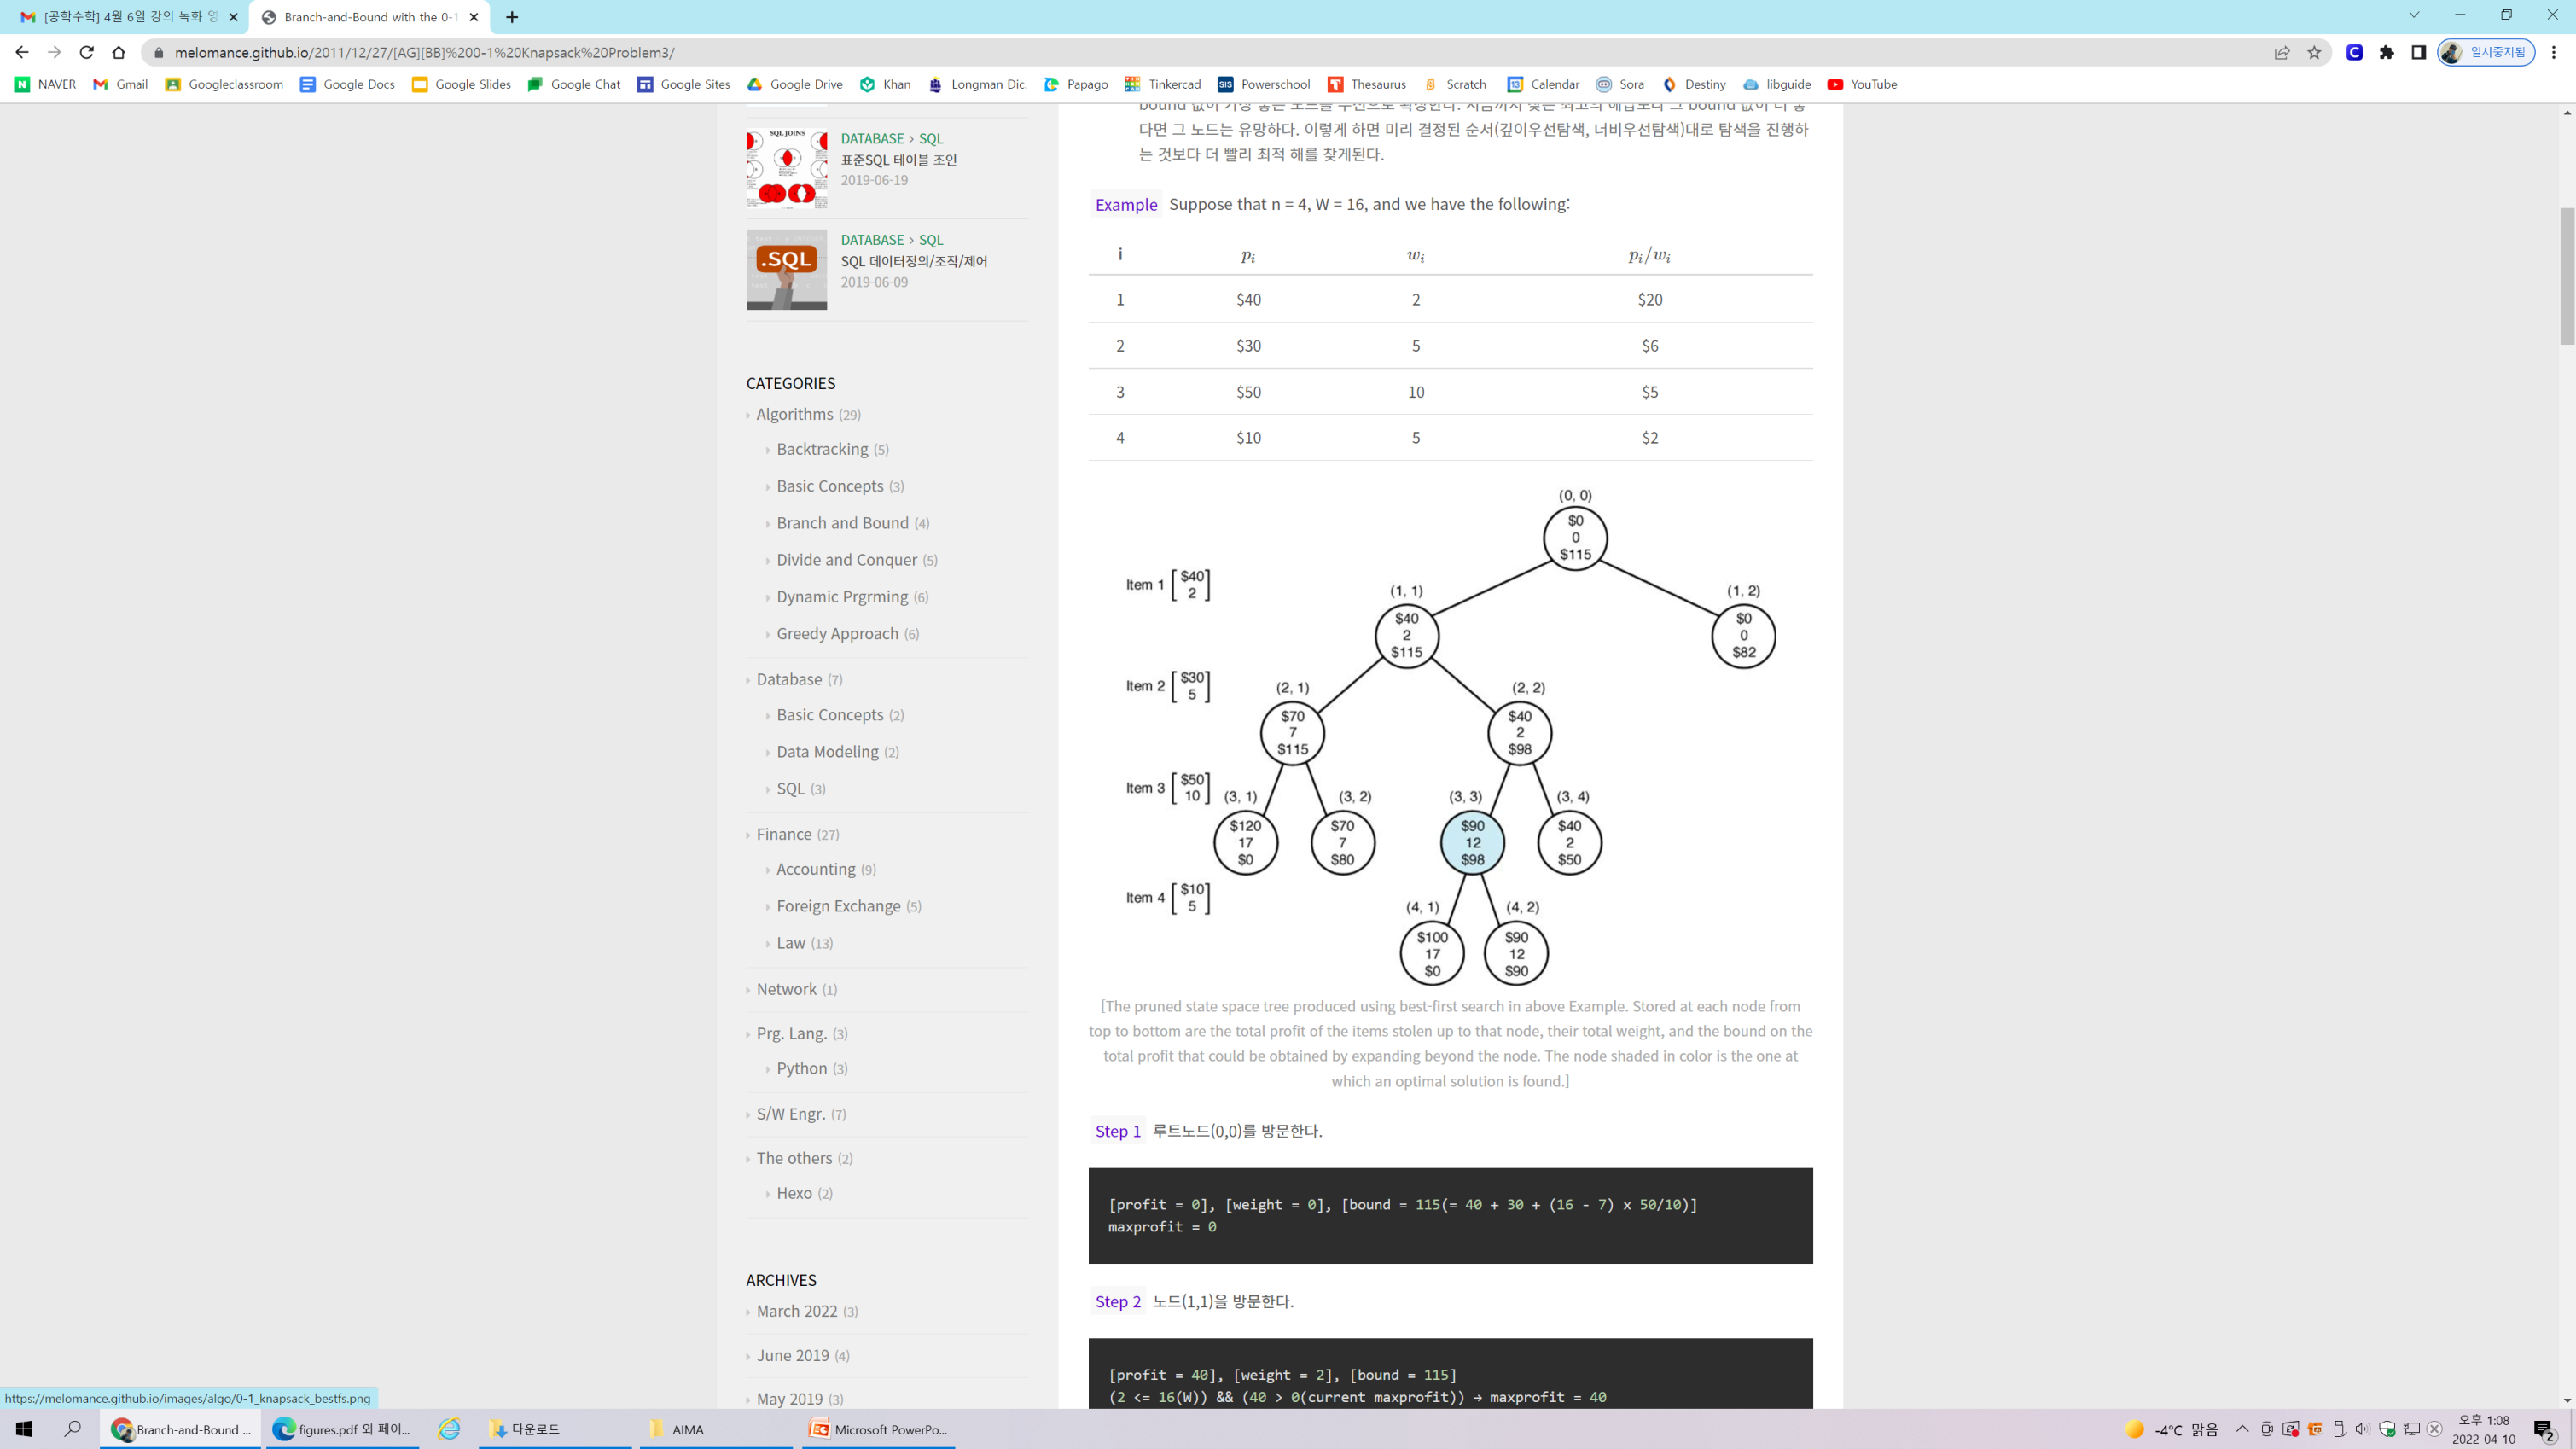 [공학수학] 4월 6일 강의 녹화 영
Branch-and-Bound with the 0-1
melomance.github.io/2011/12/27/[AG][BB]%200-1%20Knapsack%20Problem3/
일시중지됨
NAVER Gmail Googleclassroom Google Docs Google Slides Google Chat Google Sites Google Drive Khan Longman Dic. Papago Tinkercad Powerschool Thesaurus Scratch Calendar Sora Destiny libguide YouTube
SQL JOINS
DATABASE > SQL
표준SQL 테이블 조인
2019-06-19
.SQL
DATABASE > SQL
SQL 데이터정의/조작/제어
2019-06-09
CATEGORIES
Algorithms (29)
Backtracking (5)
Basic Concepts (3)
Branch and Bound (4)
Divide and Conquer (5)
Dynamic Prgrming (6)
Greedy Approach (6)
Database (7)
Basic Concepts (2)
Data Modeling (2)
SQL (3)
Finance (27)
Accounting (9)
Foreign Exchange (5)
Law (13)
Network (1)
Prg. Lang. (3)
Python (3)
S/W Engr. (7)
The others (2)
Hexo (2)
ARCHIVES
March 2022 (3)
June 2019 (4)
May 2019 (3)
다면 그 노드는 유망하다. 이렇게 하면 미리 결정된 순서(깊이우선탐색, 너비우선탐색)대로 탐색을 진행하
는 것보다 더 빨리 최적 해를 찾게된다.
Example Suppose that n = 4, W = 16, and we have the following:
i p_i w_i p_i/w_i
1 $40 2 $20
2 $30 5 $6
3 $50 10 $5
4 $10 5 $2
(0, 0)
$0
0
$115
Item 1 [$40 2]
(1, 1)
$40
2
$115
(1, 2)
$0
0
$82
Item 2 [$30 5]
(2, 1)
$70
7
$115
(2, 2)
$40
2
$98
Item 3 [$50 10]
(3, 1)
$120
17
$0
(3, 2)
$70
7
$80
(3, 3)
$90
12
$98
(3, 4)
$40
2
$50
Item 4 [$10 5]
(4, 1)
$100
17
$0
(4, 2)
$90
12
$90
[The pruned state space tree produced using best-first search in above Example. Stored at each node from
top to bottom are the total profit of the items stolen up to that node, their total weight, and the bound on the
total profit that could be obtained by expanding beyond the node. The node shaded in color is the one at
which an optimal solution is found.]
Step 1 루트노드(0,0)를 방문한다.
[profit = 0], [weight = 0], [bound = 115(= 40 + 30 + (16 - 7) x 50/10)]
maxprofit = 0
Step 2 노드(1,1)을 방문한다.
[profit = 40], [weight = 2], [bound = 115]
(2 <= 16(W)) && (40 > 0(current maxprofit)) → maxprofit = 40
https://melomance.github.io/images/algo/0-1_knapsack_bestfs.png
Branch-and-Bound ...
figures.pdf 외 페이...
다운로드
AIMA
Microsoft PowerPo...
-4°C 맑음
오후 1:08
2022-04-10
2